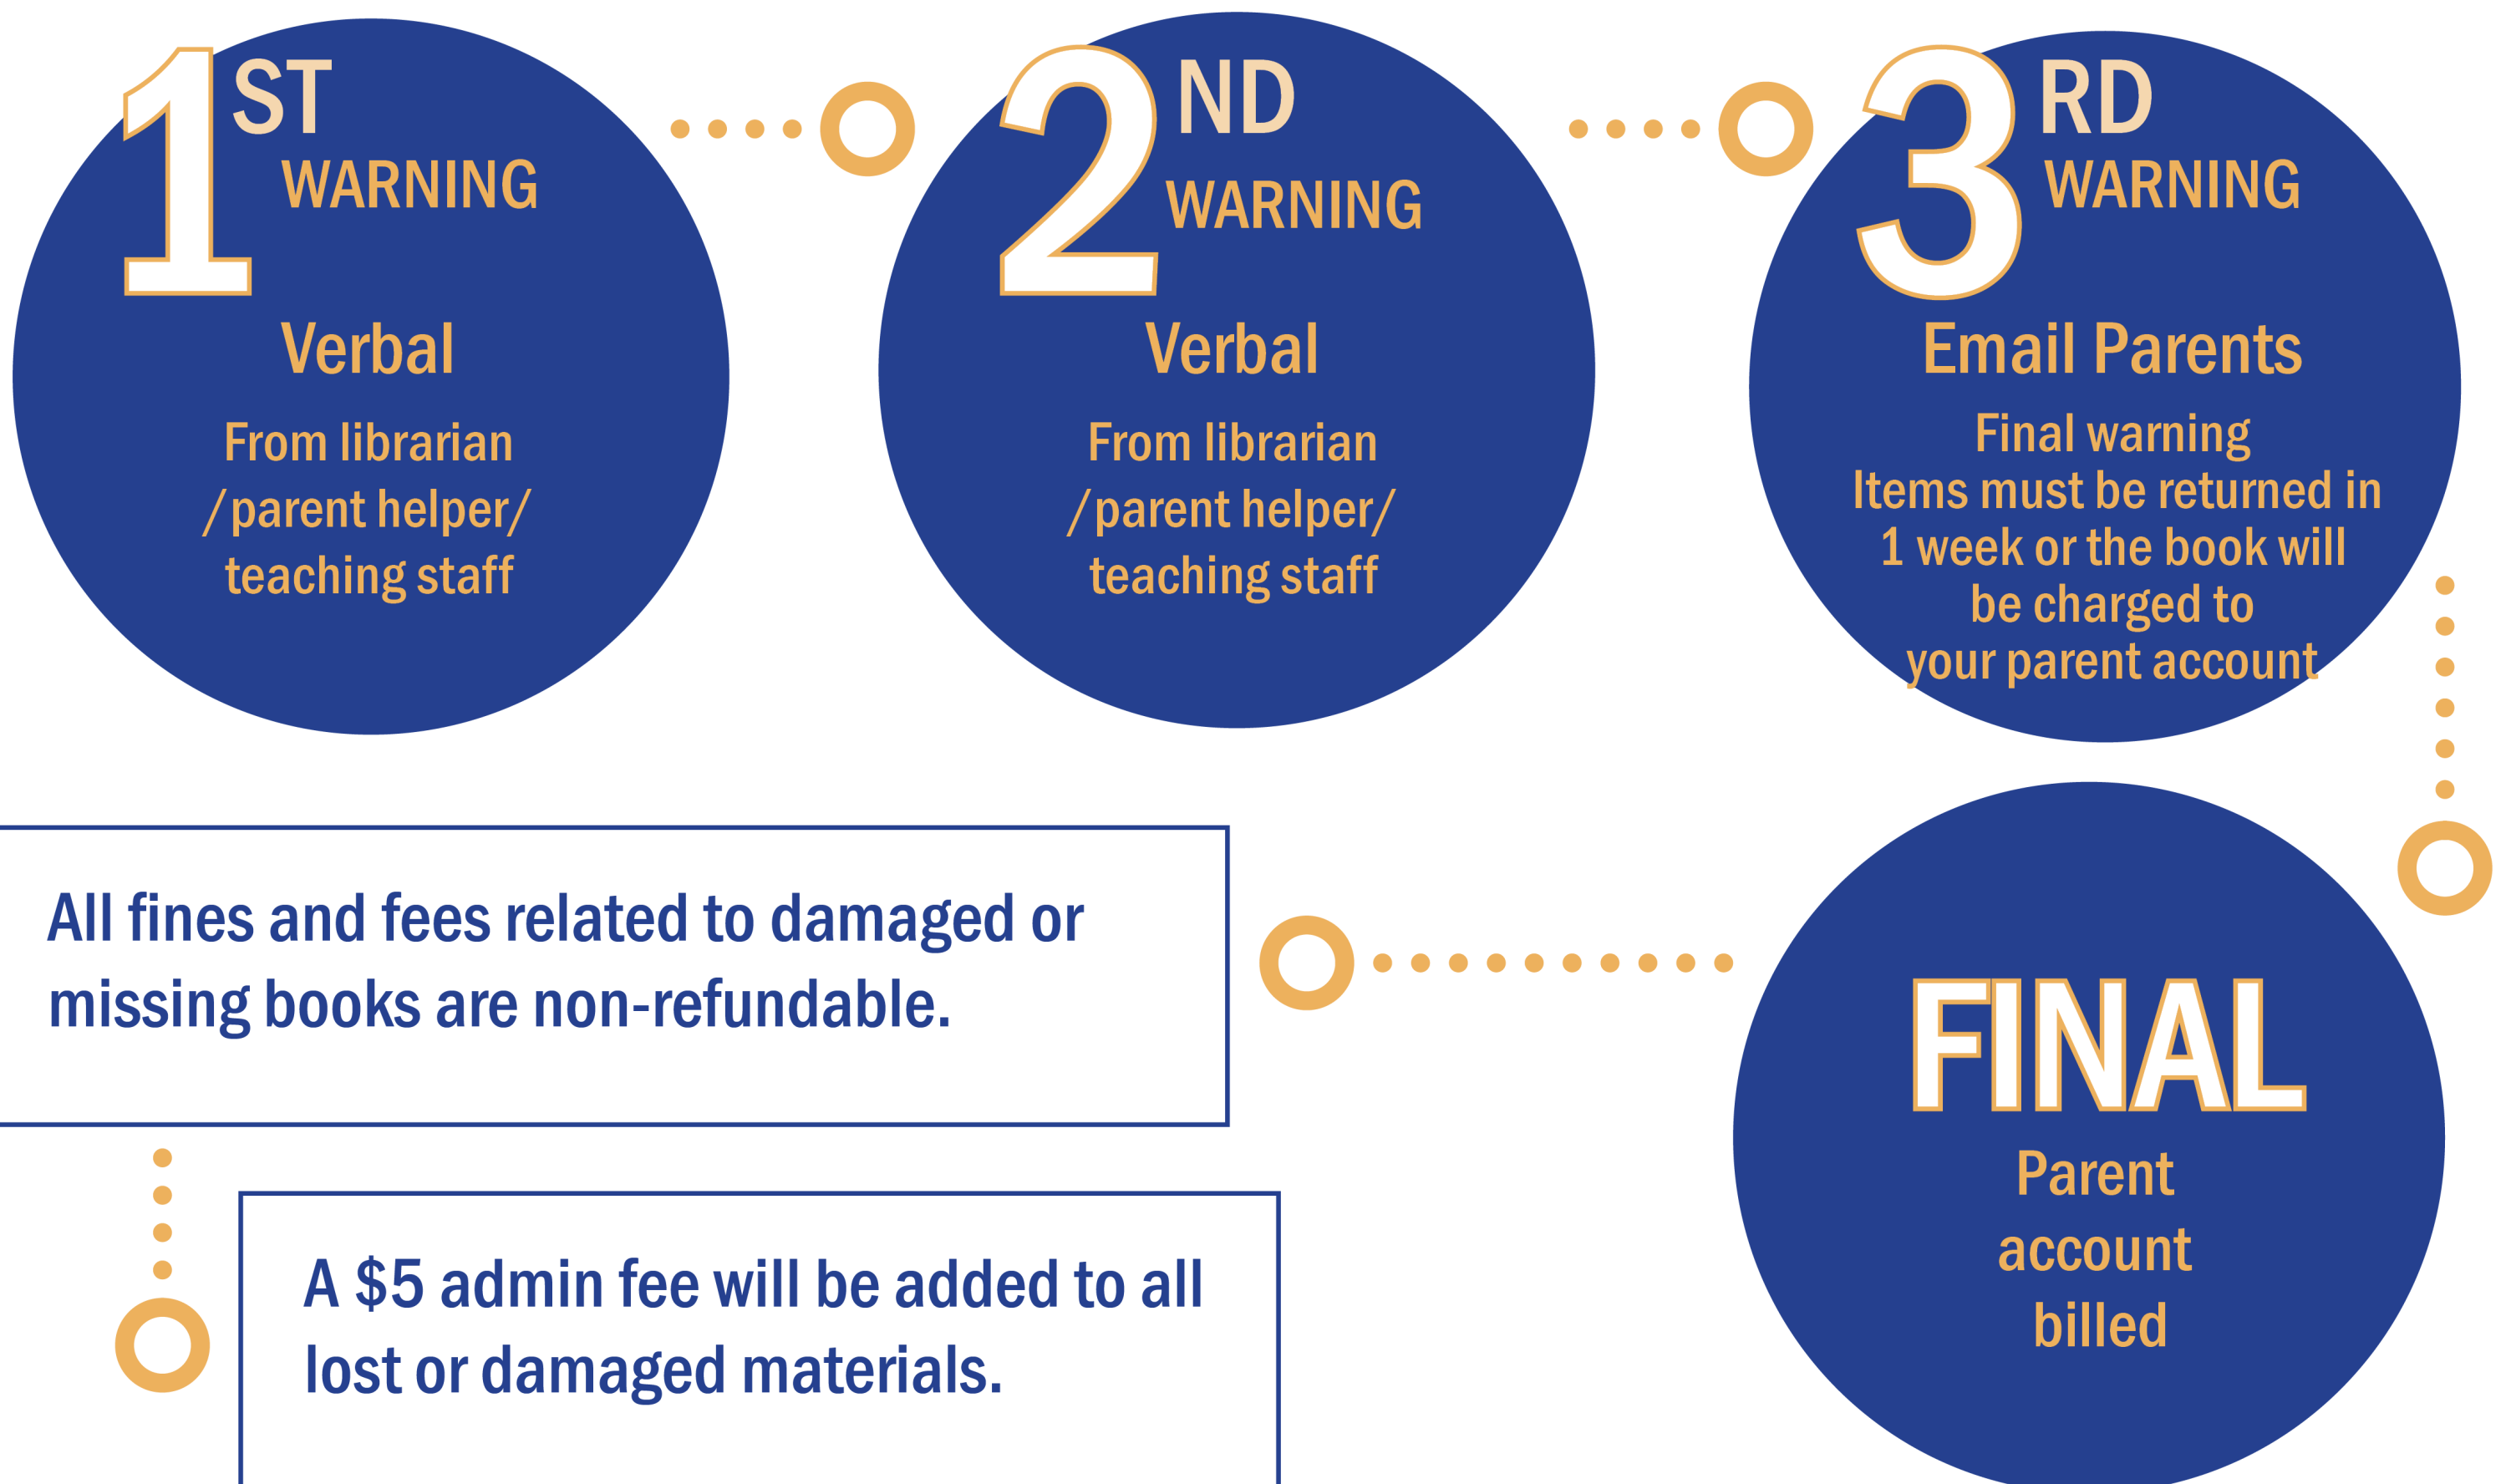 1ST
WARNING
Verbal
From librarian
/parent helper/
teaching staff
2ND
WARNING
Verbal
From librarian
/parent helper/
teaching staff
3RD
WARNING
Email Parents
Final warning
Items must be returned in
1 week or the book will
be charged to
your parent account
FINAL
Parent
account
billed
All fines and fees related to damaged or
missing books are non-refundable.
A $5 admin fee will be added to all
lost or damaged materials.